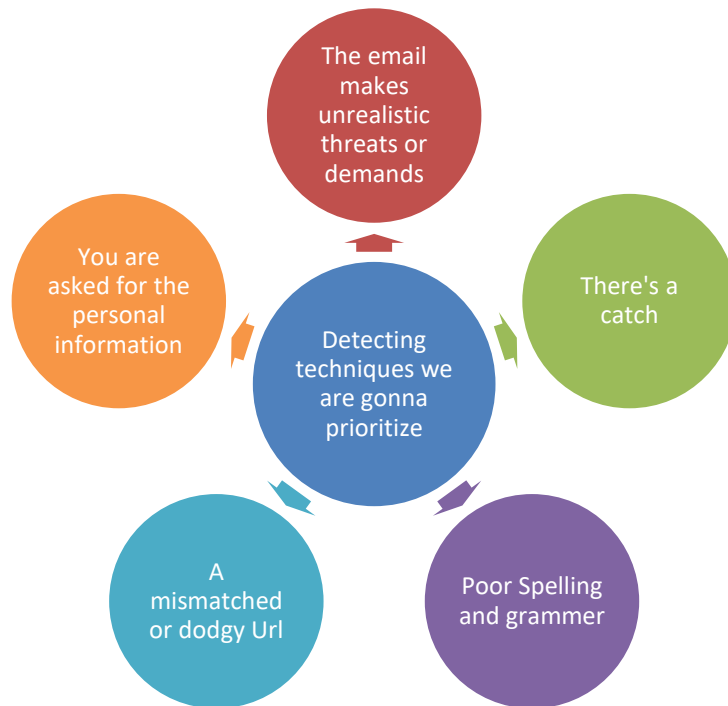 The email
makes
unrealistic
threats or
demands
You are
asked for the
personal
information
There's a
catch
Detecting
techniques we
are gonna
prioritize
A
mismatched
or dodgy Url
Poor Spelling
and grammer